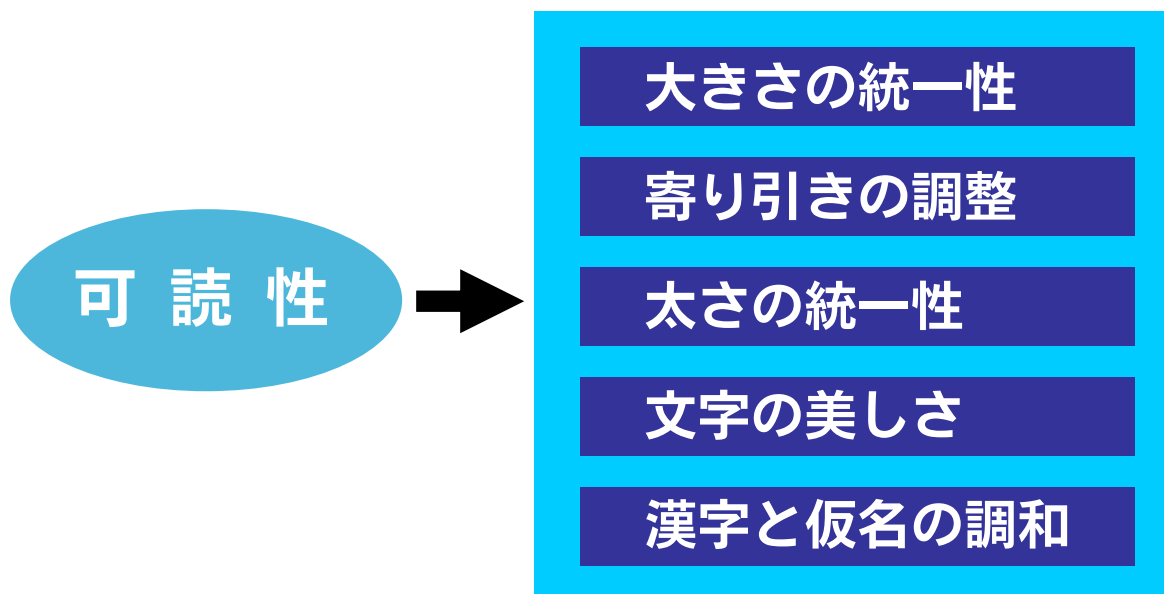 可読性
大きさの統一性
寄り引きの調整
太さの統一性
文字の美しさ
漢字と仮名の調和